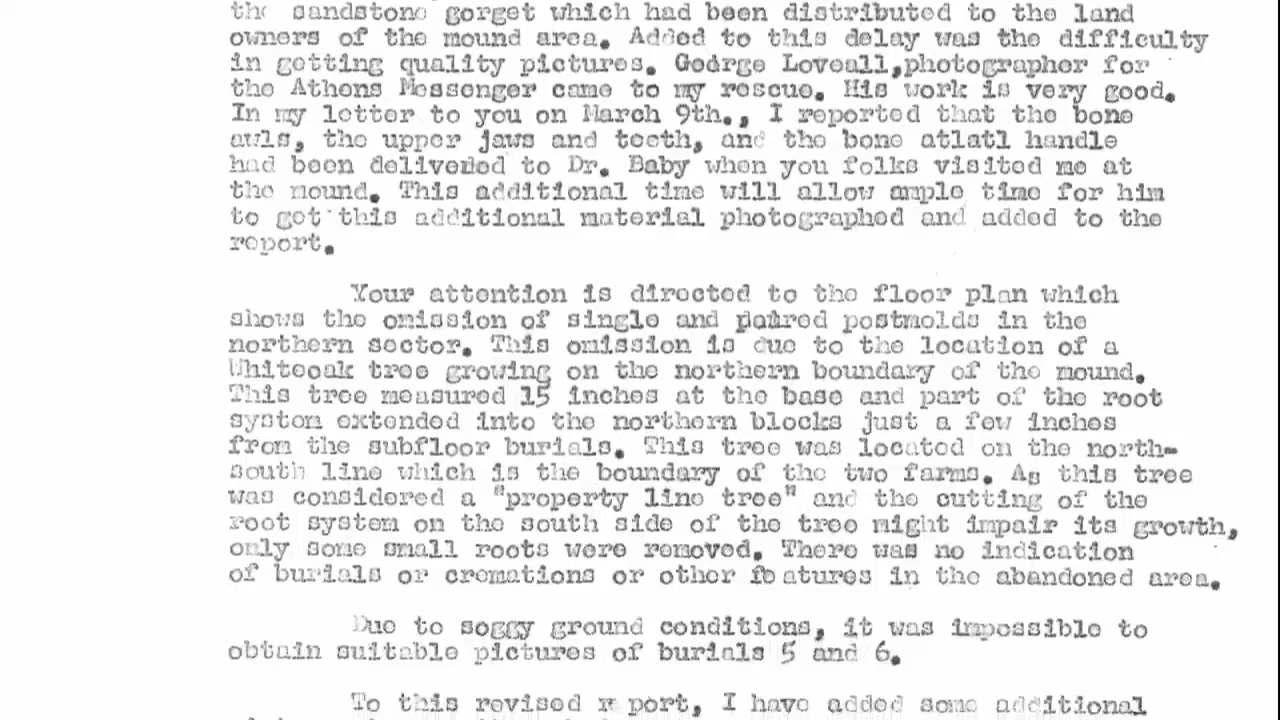 the sandstone gorget which had been distributed to the land
owners of the mound area. Added to this delay was the difficulty
in getting quality pictures. George Loveall,photographer for
the Athens Messenger came to my rescue. His work is very good.
In my letter to you on March 9th., I reported that the bone
awls, the upper jaws and teeth, and the bone atlatl handle
had been delivered to Dr. Baby when you folks visited me at
the mound. This additional time will allow ample time for him
to get this additional material photographed and added to the
report.
Your attention is directed to the floor plan which
shows the omission of single and paired postmolds in the
northern sector. This omission is due to the location of a
Whiteoak tree growing on the northern boundary of the mound.
This tree measured 15 inches at the base and part of the root
system extended into the northern blocks just a few inches
from the subfloor burials. This tree was located on the north-
south line which is the boundary of the two farms. As this tree
was considered a "property line tree" and the cutting of the
root system on the south side of the tree might impair its growth,
only some small roots were removed. There was no indication
of burials or cremations or other features in the abandoned area.
Due to soggy ground conditions, it was impossible to
obtain suitable pictures of burials 5 and 6.
To this revised r port, I have added some additional